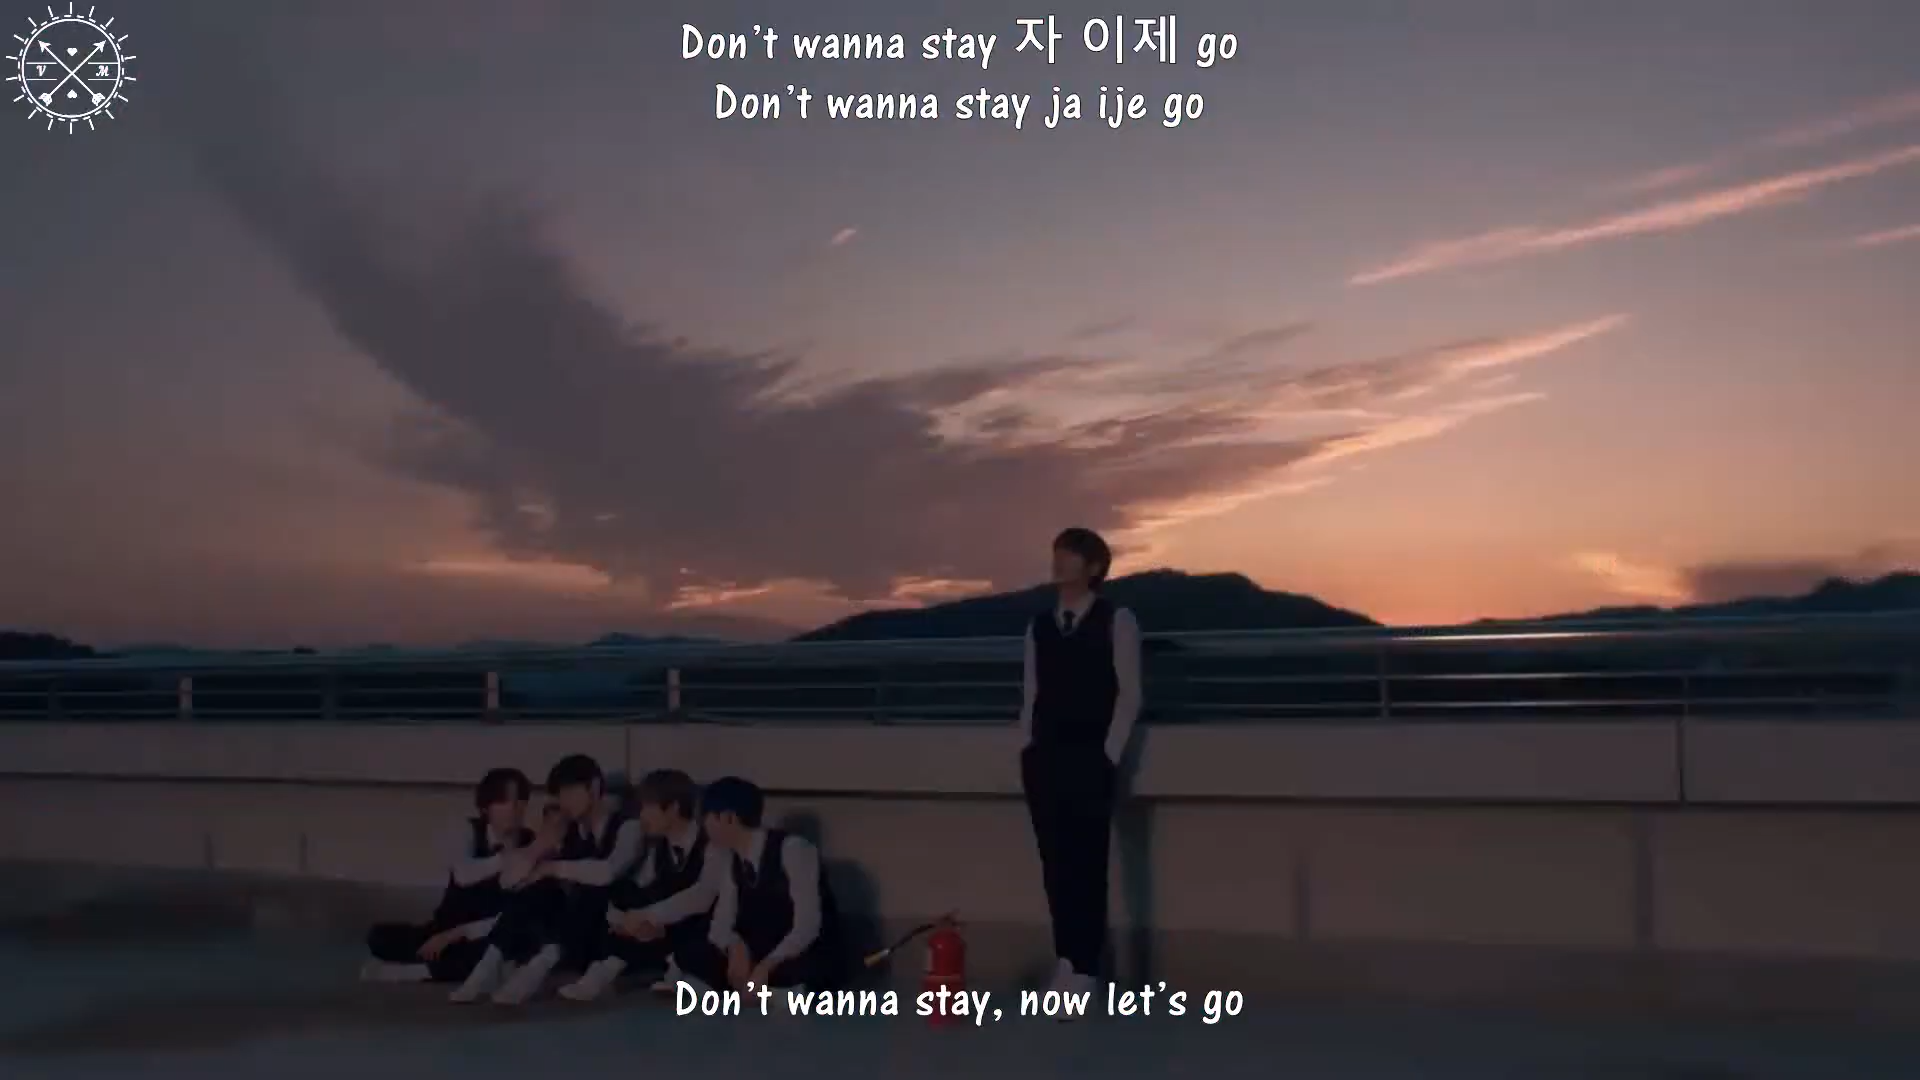 Don't wanna stay 자 이제 go
Don't wanna stay ja ije go
V M
Don't wanna stay, now let's go